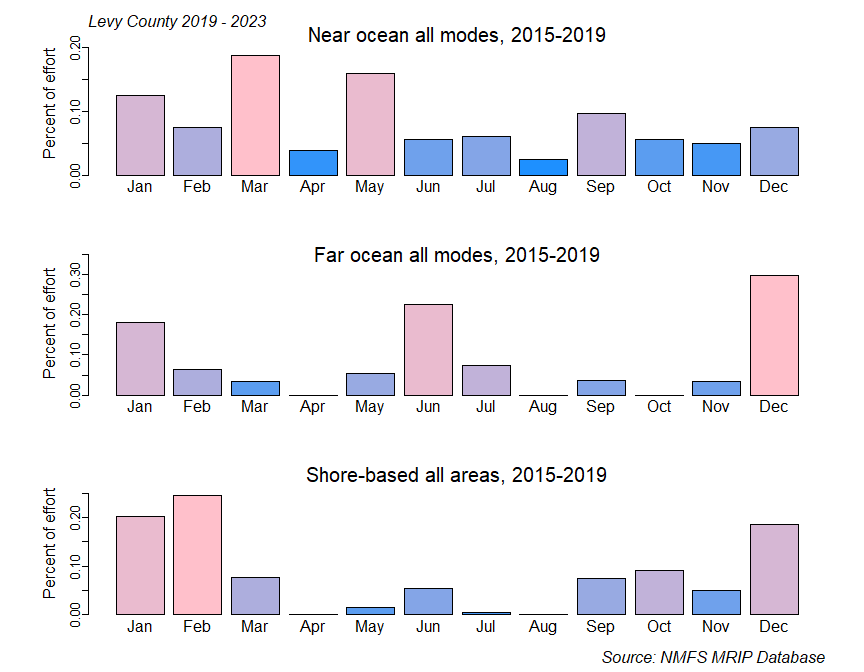 Levy County 2019 - 2023
Near ocean all modes, 2015-2019
Percent of effort
0.00 0.10 0.20
Jan Feb Mar Apr May Jun Jul Aug Sep Oct Nov Dec
Far ocean all modes, 2015-2019
Percent of effort
0.00 0.10 0.20 0.30
Jan Feb Mar Apr May Jun Jul Aug Sep Oct Nov Dec
Shore-based all areas, 2015-2019
Percent of effort
0.00 0.10 0.20
Jan Feb Mar Apr May Jun Jul Aug Sep Oct Nov Dec
Source: NMFS MRIP Database